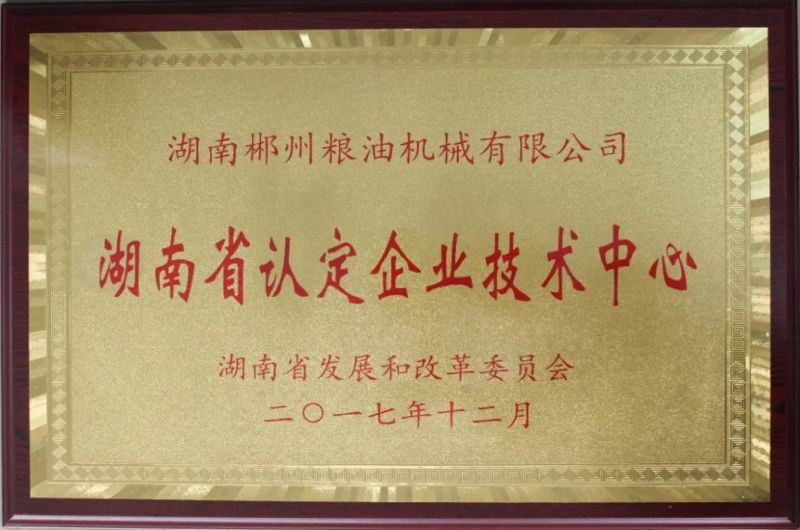 湖南郴州粮油机械有限公司
湖南省认定企业技术中心
湖南省发展和改革委员会
二〇一七年十二月